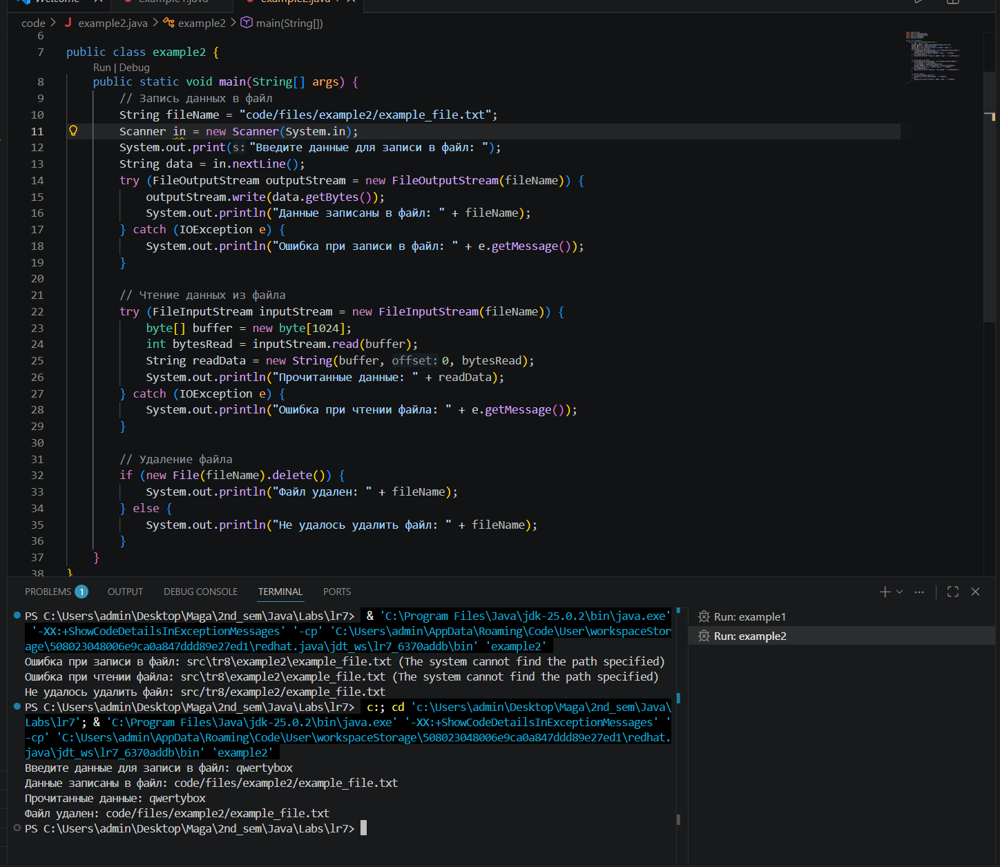 Welcome example1.java example2.java
code > example2.java > example2 > main(String[])
6
7 public class example2 {
Run | Debug
8 public static void main(String[] args) {
9 // Запись данных в файл
10 String fileName = "code/files/example2/example_file.txt";
11 Scanner in = new Scanner(System.in);
12 System.out.print(s: "Введите данные для записи в файл: ");
13 String data = in.nextLine();
14 try (FileOutputStream outputStream = new FileOutputStream(fileName)) {
15 outputStream.write(data.getBytes());
16 System.out.println("Данные записаны в файл: " + fileName);
17 } catch (IOException e) {
18 System.out.println("Ошибка при записи в файл: " + e.getMessage());
19 }
20
21 // Чтение данных из файла
22 try (FileInputStream inputStream = new FileInputStream(fileName)) {
23 byte[] buffer = new byte[1024];
24 int bytesRead = inputStream.read(buffer);
25 String readData = new String(buffer, offset: 0, bytesRead);
26 System.out.println("Прочитанные данные: " + readData);
27 } catch (IOException e) {
28 System.out.println("Ошибка при чтении файла: " + e.getMessage());
29 }
30
31 // Удаление файла
32 if (new File(fileName).delete()) {
33 System.out.println("Файл удален: " + fileName);
34 } else {
35 System.out.println("Не удалось удалить файл: " + fileName);
36 }
37 }
38 }
PROBLEMS 1 OUTPUT DEBUG CONSOLE TERMINAL PORTS
PS C:\Users\admin\Desktop\Maga\2nd_sem\Java\Labs\lr7> & 'C:\Program Files\Java\jdk-25.0.2\bin\java.exe'
'-XX:+ShowCodeDetailsInExceptionMessages' '-cp' 'C:\Users\admin\AppData\Roaming\Code\User\workspaceStor
age\508023048006e9ca0a847ddd89e27ed1\redhat.java\jdt_ws\lr7_6370addb\bin' 'example2'
Ошибка при записи в файл: src\tr8\example2\example_file.txt (The system cannot find the path specified)
Ошибка при чтении файла: src\tr8\example2\example_file.txt (The system cannot find the path specified)
Не удалось удалить файл: src/tr8/example2/example_file.txt
PS C:\Users\admin\Desktop\Maga\2nd_sem\Java\Labs\lr7> c:; cd 'c:\Users\admin\Desktop\Maga\2nd_sem\Java\
Labs\lr7'; & 'C:\Program Files\Java\jdk-25.0.2\bin\java.exe' '-XX:+ShowCodeDetailsInExceptionMessages' '
-cp' 'C:\Users\admin\AppData\Roaming\Code\User\workspaceStorage\508023048006e9ca0a847ddd89e27ed1\redhat.
java\jdt_ws\lr7_6370addb\bin' 'example2'
Введите данные для записи в файл: qwertybox
Данные записаны в файл: code/files/example2/example_file.txt
Прочитанные данные: qwertybox
Файл удален: code/files/example2/example_file.txt
PS C:\Users\admin\Desktop\Maga\2nd_sem\Java\Labs\lr7>
Run: example1
Run: example2